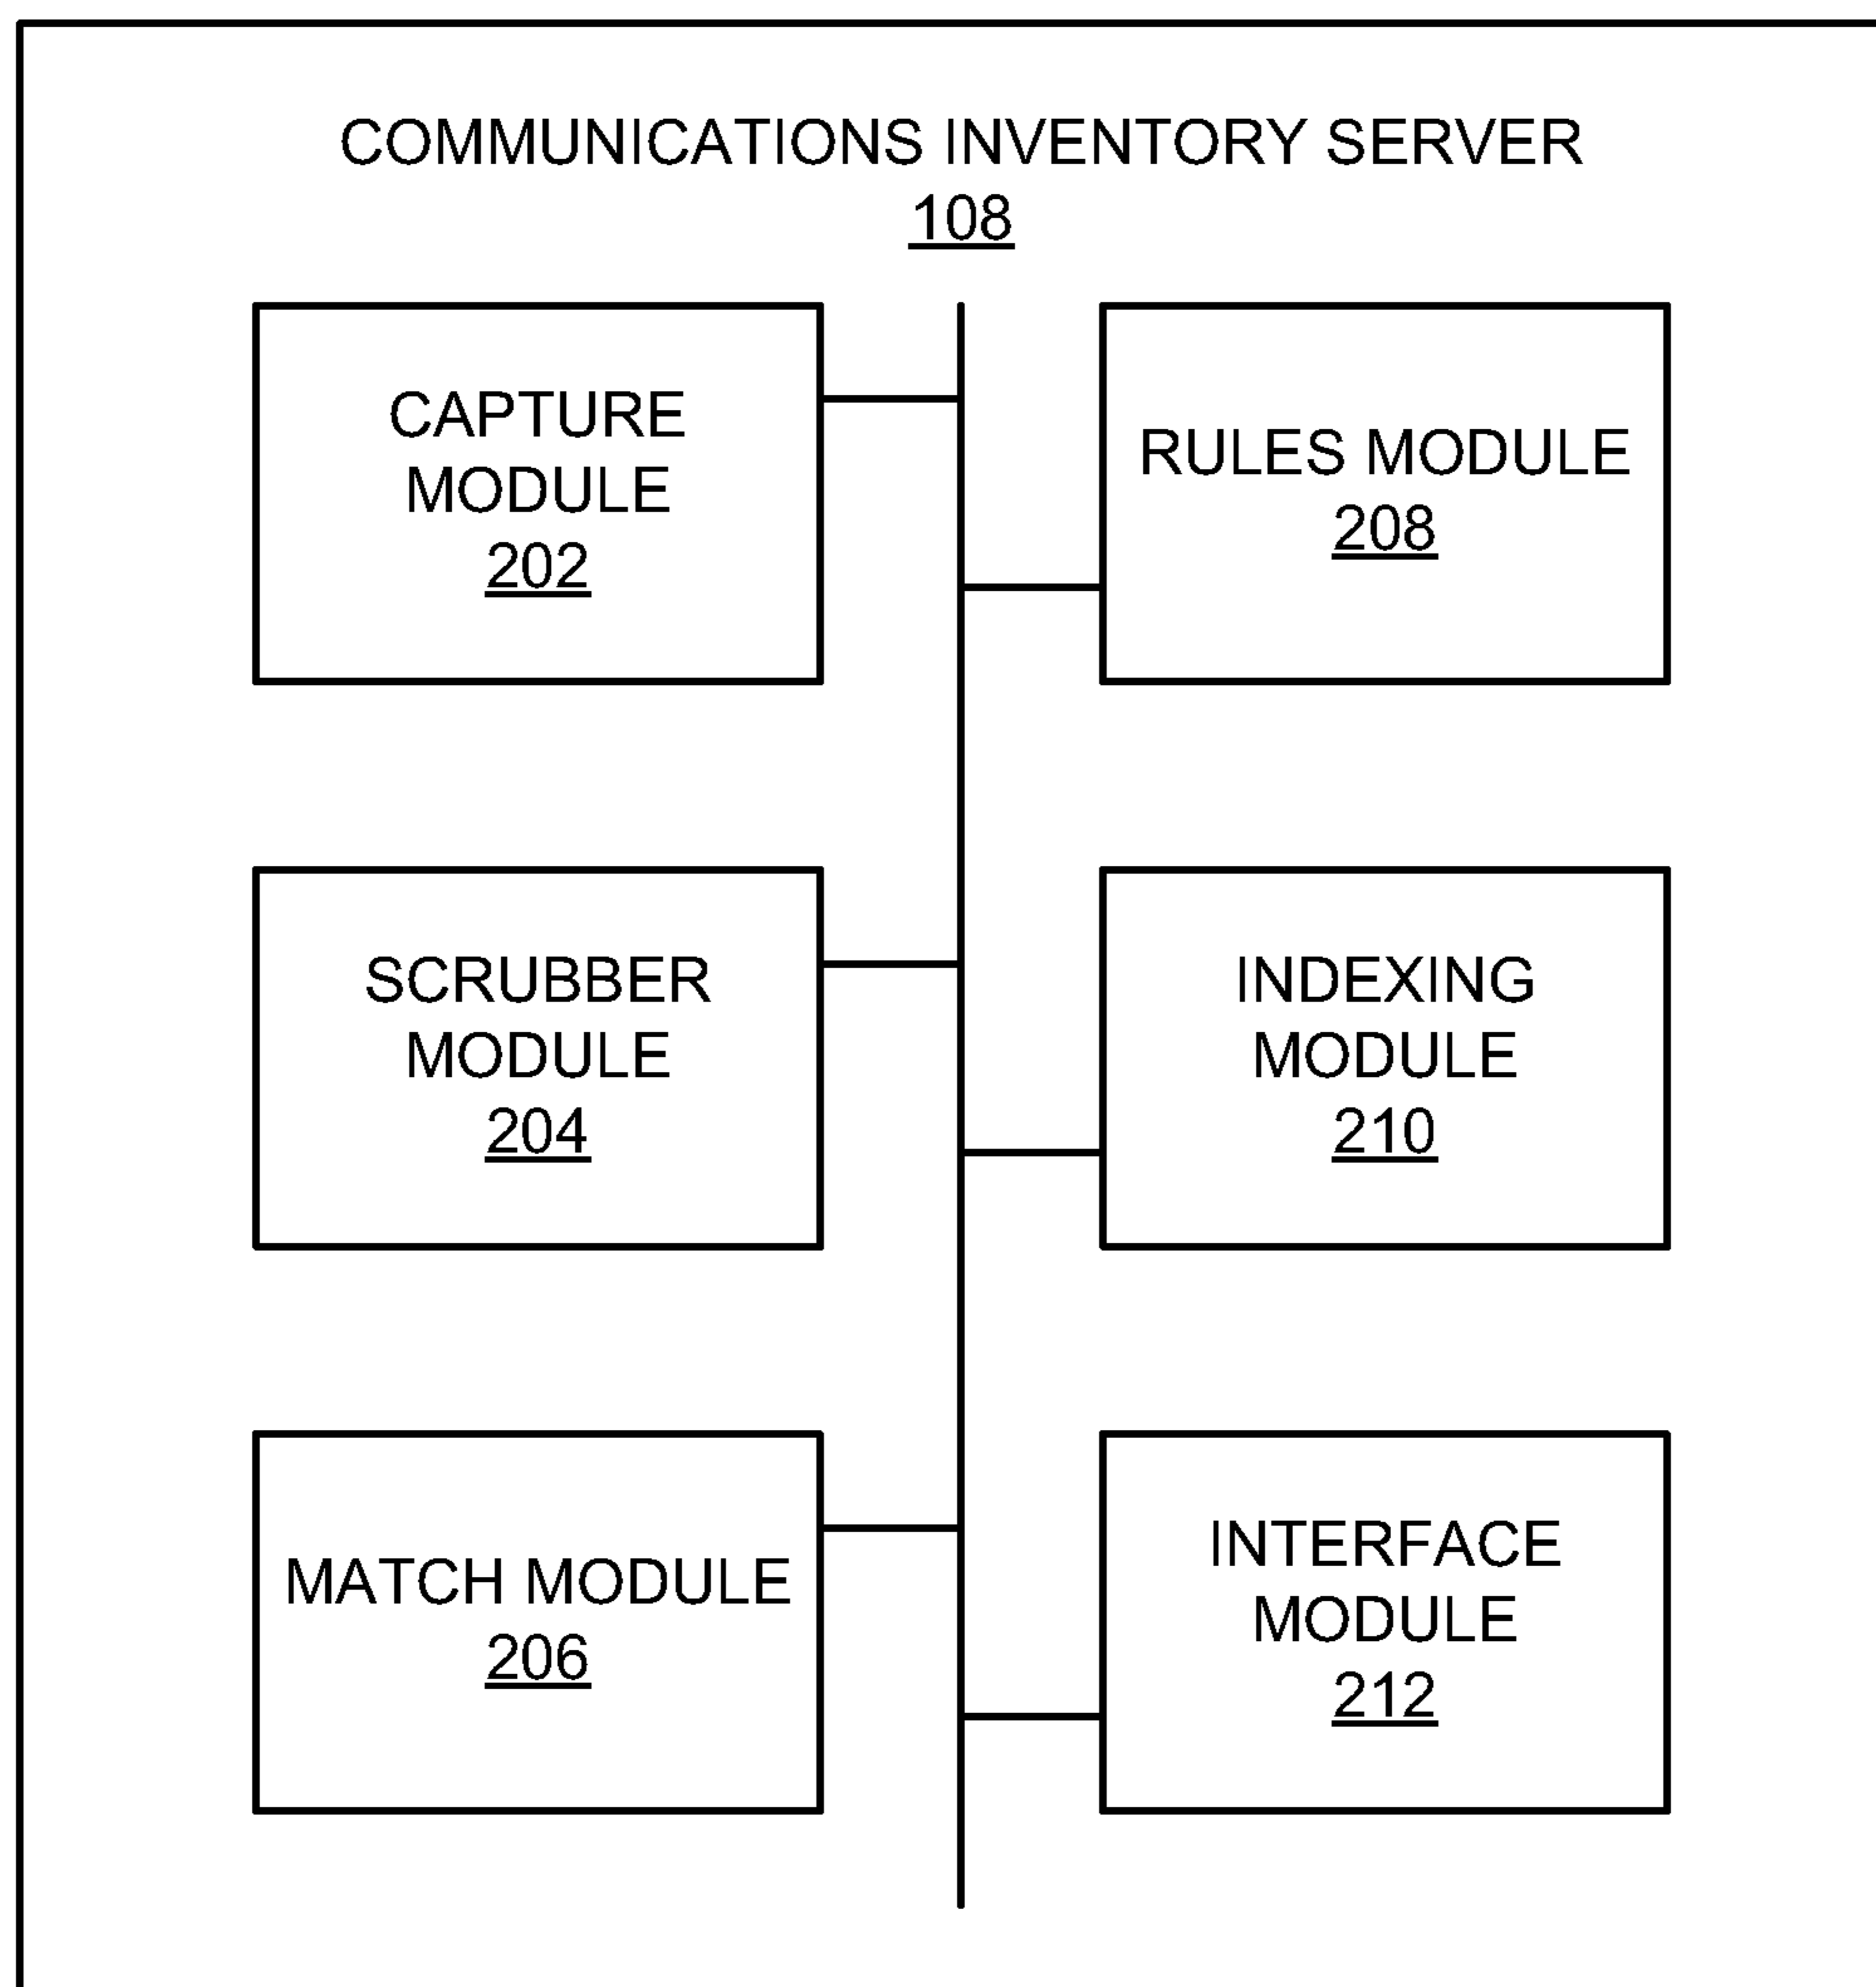 COMMUNICATIONS INVENTORY SERVER
108
CAPTURE
MODULE
202
RULES MODULE
208
SCRUBBER
MODULE
204
INDEXING
MODULE
210
MATCH MODULE
206
INTERFACE
MODULE
212